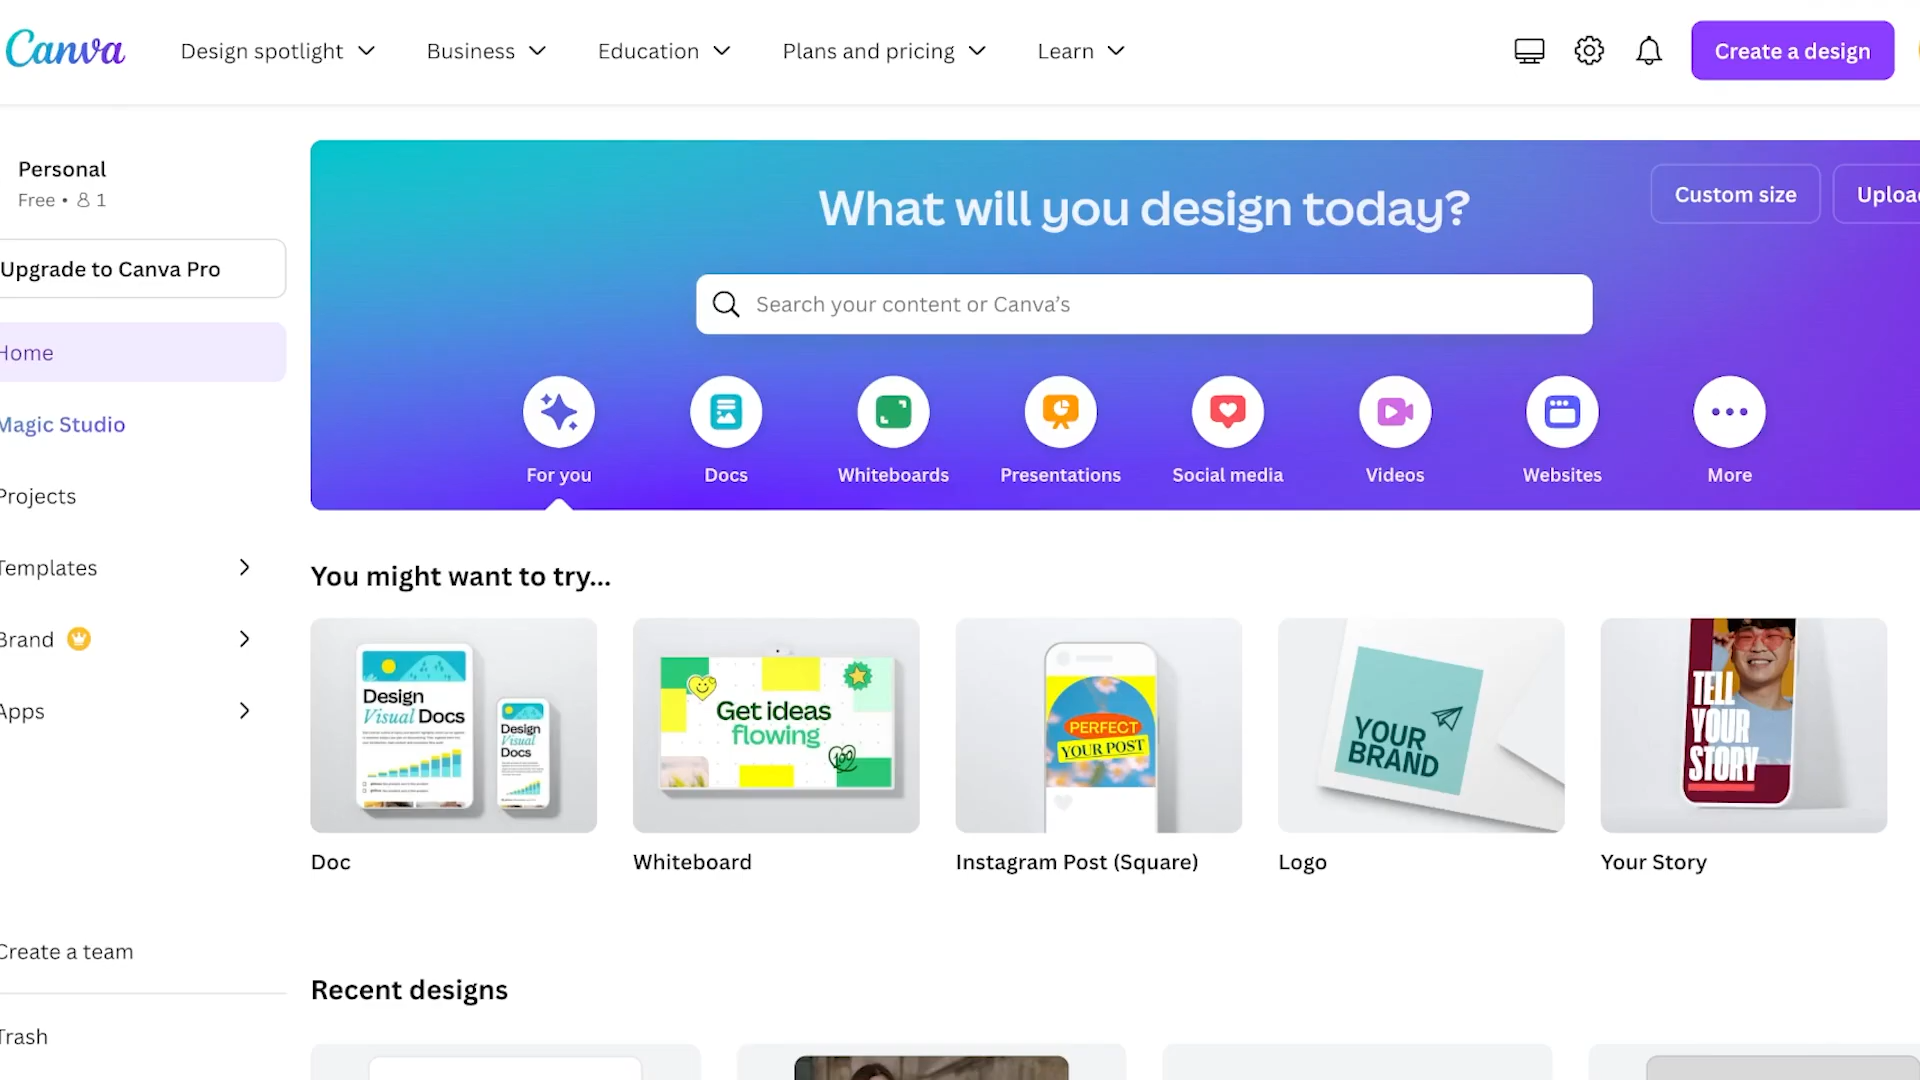 Canva
Design spotlight
Business
Education
Plans and pricing
Learn
Create a design
Personal
Free • 1
Upgrade to Canva Pro
Home
Magic Studio
Projects
Templates
Brand
Apps
Create a team
Trash
What will you design today?
Custom size
Uploa
Search your content or Canva's
For you
Docs
Whiteboards
Presentations
Social media
Videos
Websites
More
You might want to try...
Design
Visual Docs
Design
Visual
Docs
Get ideas
flowing
100
PERFECT
YOUR POST
YOUR
BRAND
TELL
YOUR
STORY
Doc
Whiteboard
Instagram Post (Square)
Logo
Your Story
Recent designs